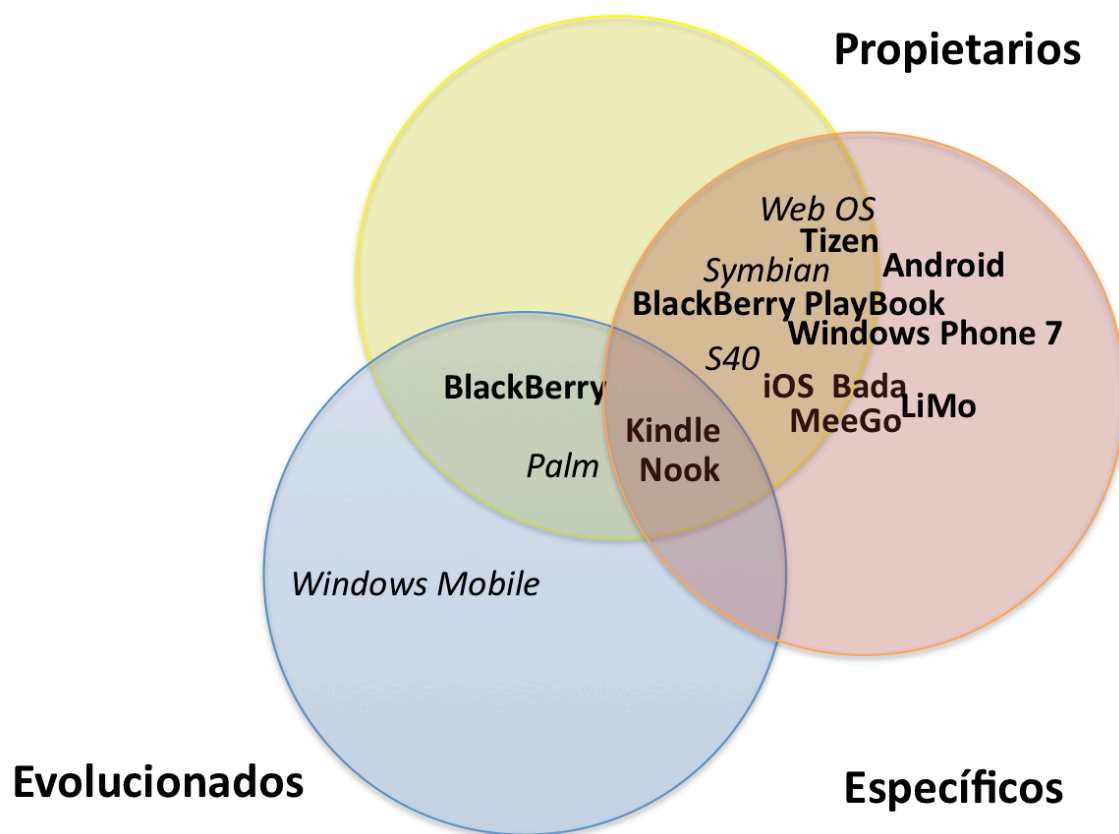 Propietarios
Web OS
Tizen
Symbian
Android
BlackBerry PlayBook
Windows Phone 7
S40
BlackBerry
iOS Bada
LiMo
MeeGo
Kindle
Palm
Nook
Windows Mobile
Evolucionados
Específicos